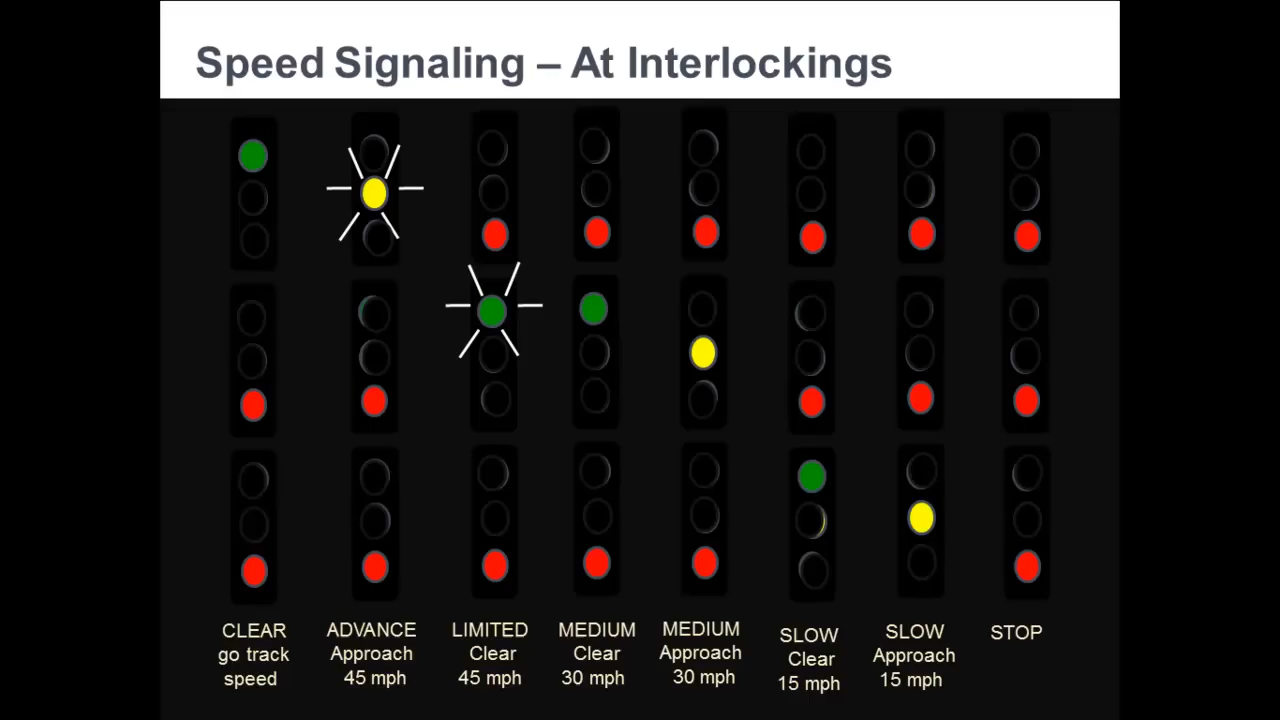 Speed Signaling – At Interlockings
CLEAR
go track
speed
ADVANCE
Approach
45 mph
LIMITED
Clear
45 mph
MEDIUM
Clear
30 mph
MEDIUM
Approach
30 mph
SLOW
Clear
15 mph
SLOW
Approach
15 mph
STOP